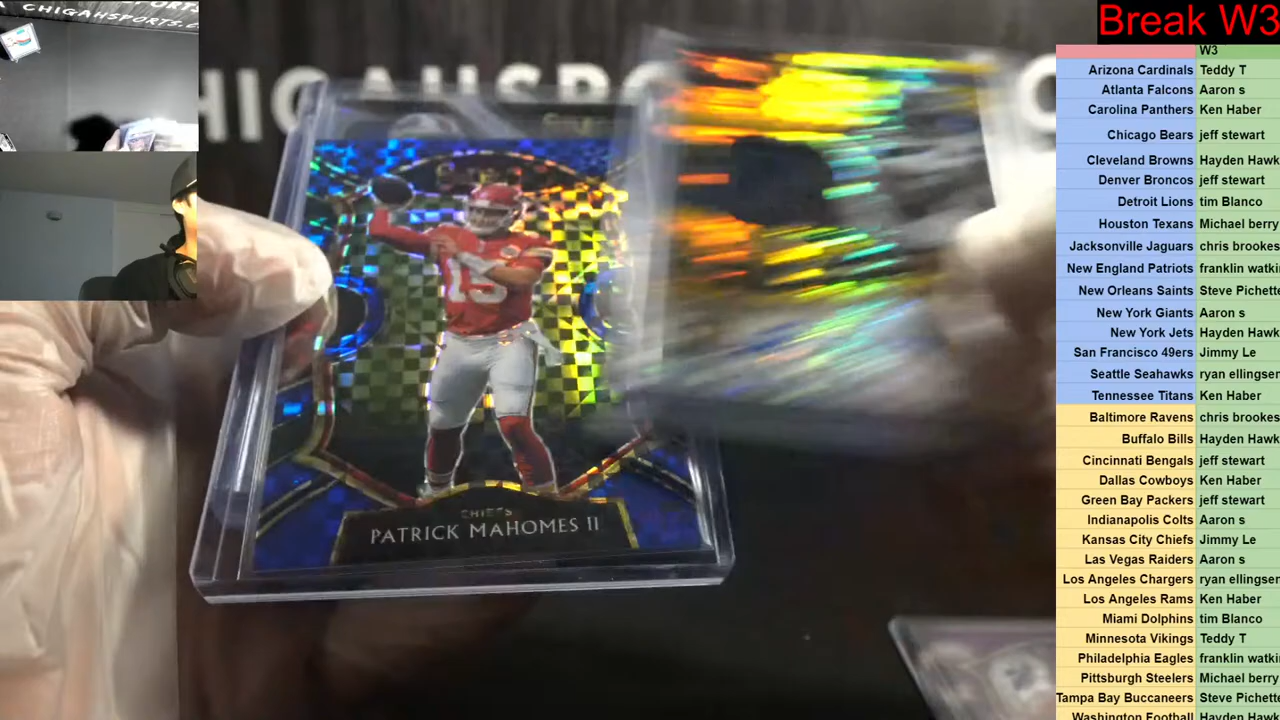 CHIGAHSPORTS.C
Break W3
W3
Arizona Cardinals Teddy T
Atlanta Falcons Aaron s
Carolina Panthers Ken Haber
Chicago Bears jeff stewart
Cleveland Browns Hayden Hawk
Denver Broncos jeff stewart
Detroit Lions tim Blanco
Houston Texans Michael berry
Jacksonville Jaguars chris brookes
New England Patriots franklin watki
New Orleans Saints Steve Pichette
New York Giants Aaron s
New York Jets Hayden Hawk
San Francisco 49ers Jimmy Le
Seattle Seahawks ryan ellingsen
Tennessee Titans Ken Haber
Baltimore Ravens chris brookes
Buffalo Bills Hayden Hawk
Cincinnati Bengals jeff stewart
Dallas Cowboys Ken Haber
Green Bay Packers jeff stewart
Indianapolis Colts Aaron s
Kansas City Chiefs Jimmy Le
Las Vegas Raiders Aaron s
Los Angeles Chargers ryan ellingsen
Los Angeles Rams Ken Haber
Miami Dolphins tim Blanco
Minnesota Vikings Teddy T
Philadelphia Eagles franklin watki
Pittsburgh Steelers Michael berry
Tampa Bay Buccaneers Steve Pichette
Washington Football Hayden Hawk
HIGAHSPO
15
CHIEFS
PATRICK MAHOMES II